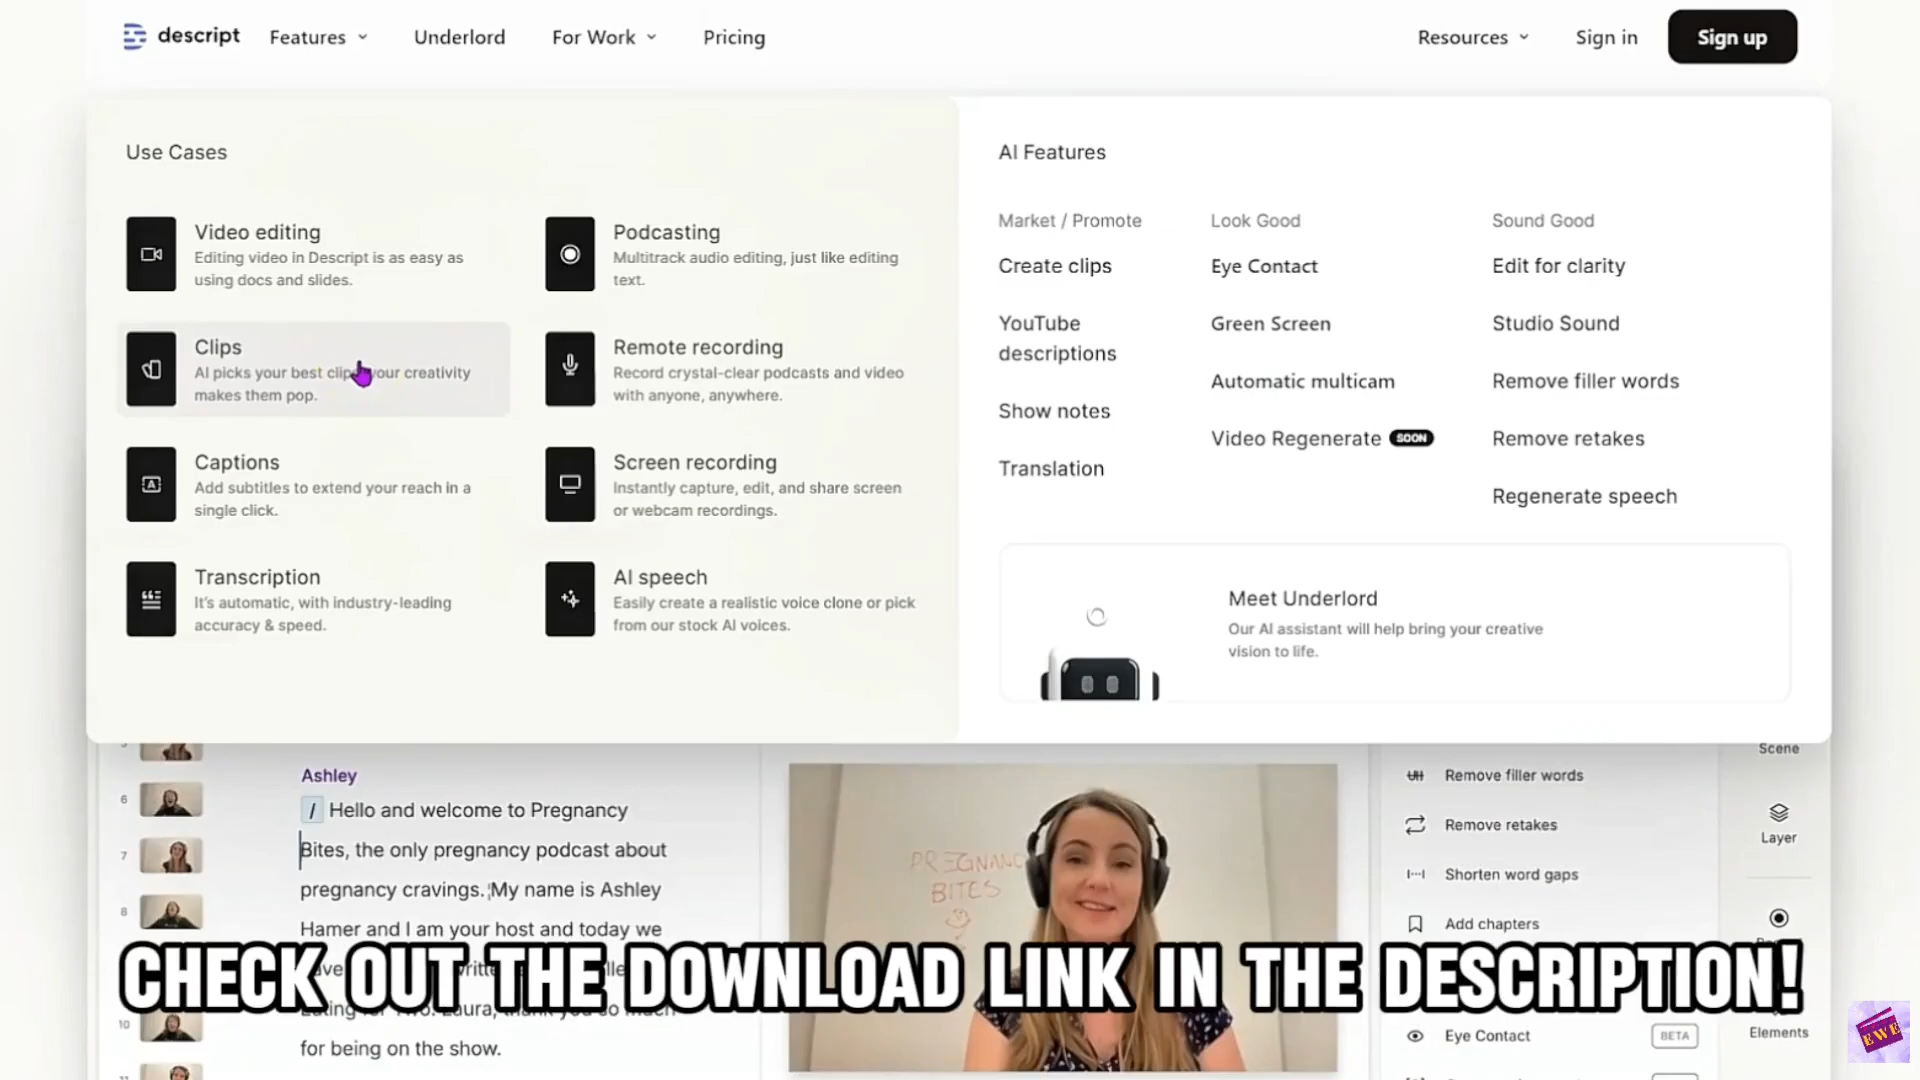 descript
Features
Underlord
For Work
Pricing
Resources
Sign in
Sign up
Use Cases
Video editing
Editing video in Descript is as easy as
using docs and slides.
Podcasting
Multitrack audio editing, just like editing
text.
Clips
AI picks your best clips your creativity
makes them pop.
Remote recording
Record crystal-clear podcasts and video
with anyone, anywhere.
Captions
Add subtitles to extend your reach in a
single click.
Screen recording
Instantly capture, edit, and share screen
or webcam recordings.
Transcription
It's automatic, with industry-leading
accuracy & speed.
AI speech
Easily create a realistic voice clone or pick
from our stock AI voices.
AI Features
Market / Promote
Create clips
YouTube
descriptions
Show notes
Translation
Look Good
Eye Contact
Green Screen
Automatic multicam
Video Regenerate SOON
Sound Good
Edit for clarity
Studio Sound
Remove filler words
Remove retakes
Regenerate speech
Meet Underlord
Our AI assistant will help bring your creative
vision to life.
6
7
8
10
Ashley
/ Hello and welcome to Pregnancy
Bites, the only pregnancy podcast about
pregnancy cravings. My name is Ashley
Hamer and I am your host and today we
for being on the show.
PREGNANC
BITES
Remove filler words
Remove retakes
Shorten word gaps
Add chapters
Eye Contact BETA
Scene
Layer
Elements
CHECK OUT THE DOWNLOAD LINK IN THE DESCRIPTION!
EWE